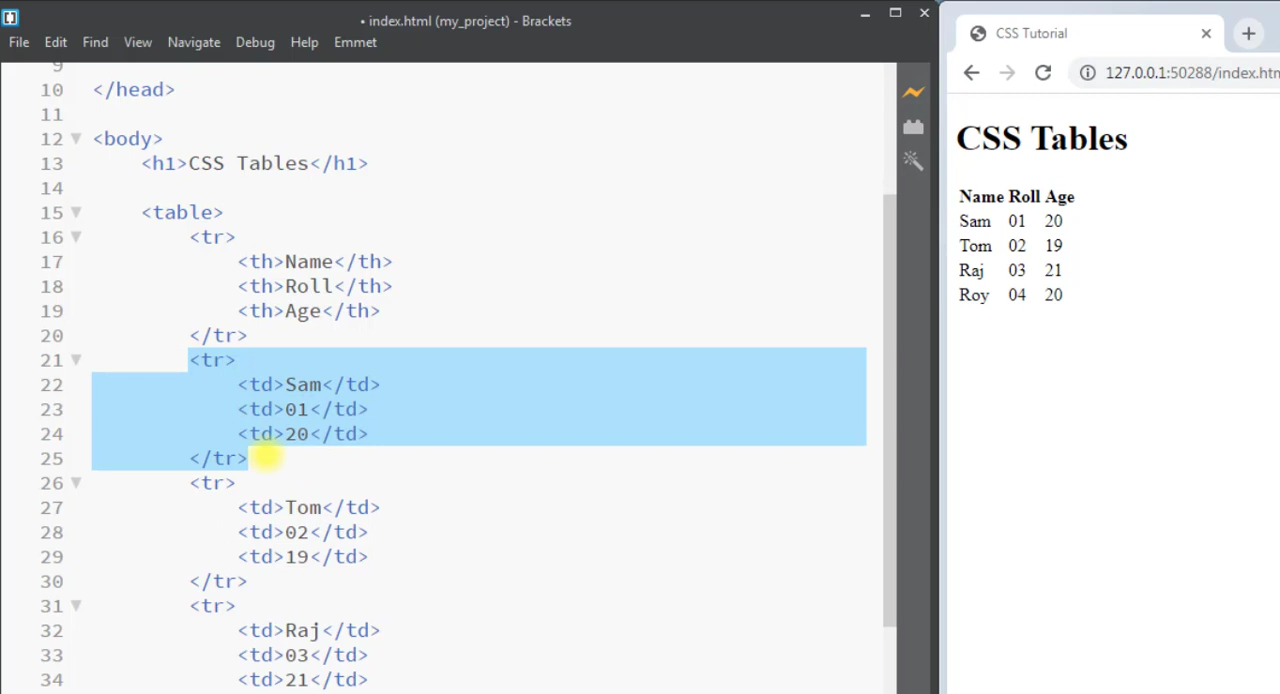 • index.html (my_project) - Brackets
File Edit Find View Navigate Debug Help Emmet
9
10 </head>
11
12 <body>
13 <h1>CSS Tables</h1>
14
15 <table>
16 <tr>
17 <th>Name</th>
18 <th>Roll</th>
19 <th>Age</th>
20 </tr>
21 <tr>
22 <td>Sam</td>
23 <td>01</td>
24 <td>20</td>
25 </tr>
26 <tr>
27 <td>Tom</td>
28 <td>02</td>
29 <td>19</td>
30 </tr>
31 <tr>
32 <td>Raj</td>
33 <td>03</td>
34 <td>21</td>
CSS Tutorial
127.0.0.1:50288/index.htm
CSS Tables
Name Roll Age
Sam 01 20
Tom 02 19
Raj 03 21
Roy 04 20